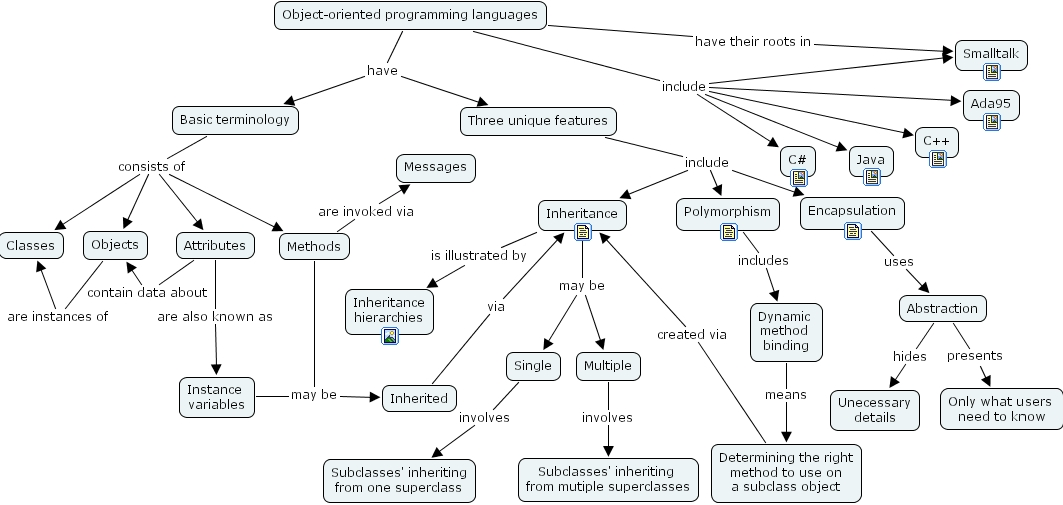 Object-oriented programming languages
have their roots in
Smalltalk
have
include
Ada95
Basic terminology
Three unique features
C++
consists of
Messages
include
C#
Java
are invoked via
Inheritance
Polymorphism
Encapsulation
Classes
Objects
Attributes
Methods
is illustrated by
includes
uses
contain data about
may be
are instances of
are also known as
via
Inheritance
hierarchies
created via
Dynamic
method
binding
Abstraction
hides
presents
Single
Multiple
Instance
variables
may be
Inherited
means
Unecessary
details
Only what users
need to know
involves
involves
Subclasses' inheriting
from one superclass
Subclasses' inheriting
from mutiple superclasses
Determining the right
method to use on
a subclass object